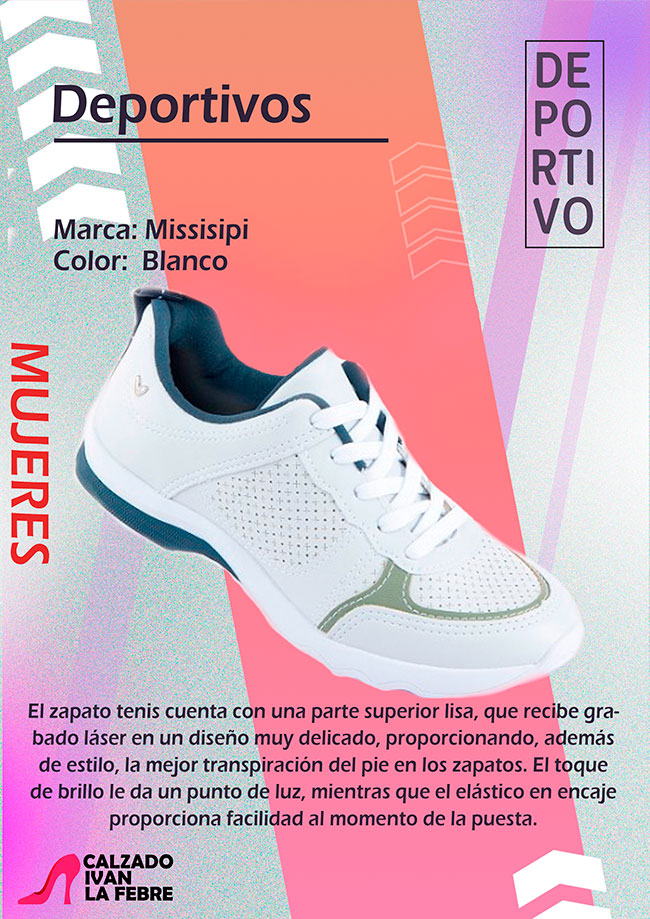 Deportivos
DE
PO
RTI
VO
Marca: Missisipi
Color: Blanco
MUJERES
El zapato tenis cuenta con una parte superior lisa, que recibe gra-
bado láser en un diseño muy delicado, proporcionando, además
de estilo, la mejor transpiración del pie en los zapatos. El toque
de brillo le da un punto de luz, mientras que el elástico en encaje
proporciona facilidad al momento de la puesta.
CALZADO
IVAN
LA FEBRE